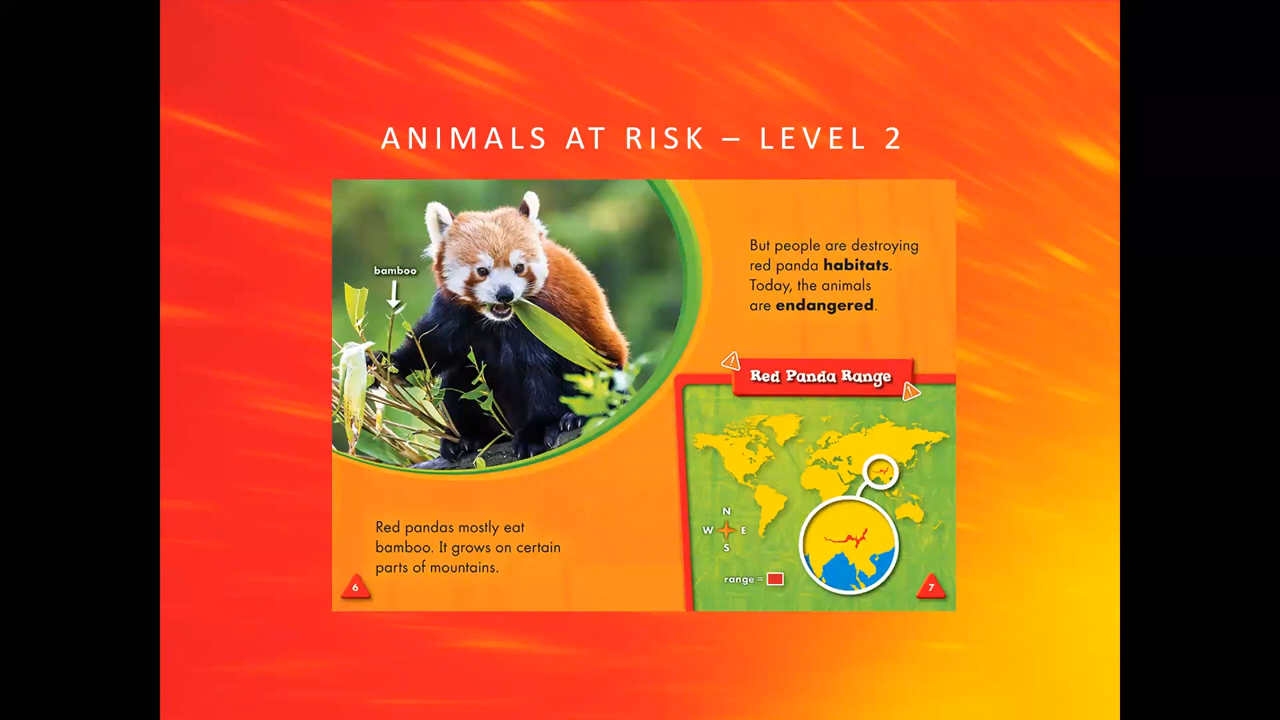 ANIMALS AT RISK – LEVEL 2
bamboo
Red pandas mostly eat
bamboo. It grows on certain
parts of mountains.
6
But people are destroying
red panda habitats.
Today, the animals
are endangered.
Red Panda Range
N
W E
S
range =
7